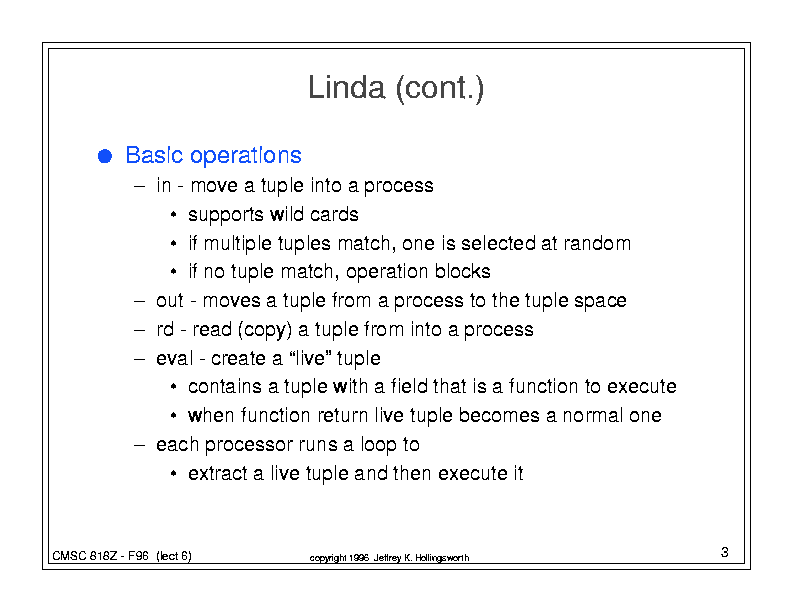 Linda (cont.)
● Basic operations
– in - move a tuple into a process
• supports wild cards
• if multiple tuples match, one is selected at random
• if no tuple match, operation blocks
– out - moves a tuple from a process to the tuple space
– rd - read (copy) a tuple from into a process
– eval - create a “live” tuple
• contains a tuple with a field that is a function to execute
• when function return live tuple becomes a normal one
– each processor runs a loop to
• extract a live tuple and then execute it
CMSC 818Z - F96 (lect 6)
copyright 1996 Jeffrey K. Hollingsworth
3